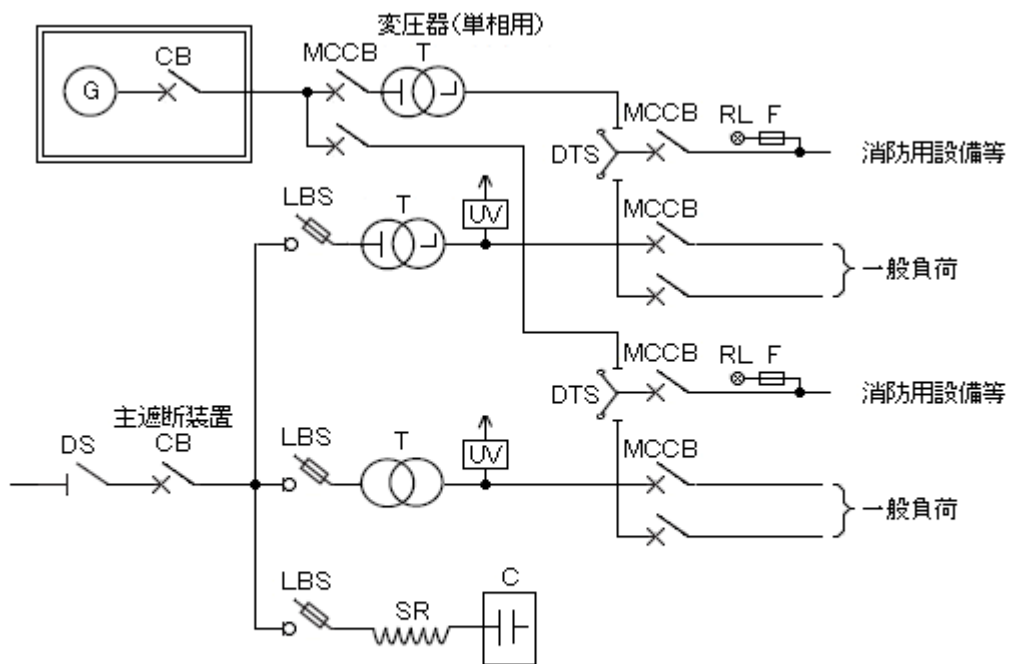 変圧器(単相用)
CB
MCCB
T
G
MCCB
RL F
DTS
消防用設備等
LBS
T
UV
MCCB
一般負荷
MCCB
RL F
DTS
消防用設備等
主遮断装置
DS
CB
LBS
T
UV
MCCB
一般負荷
LBS
SR
C